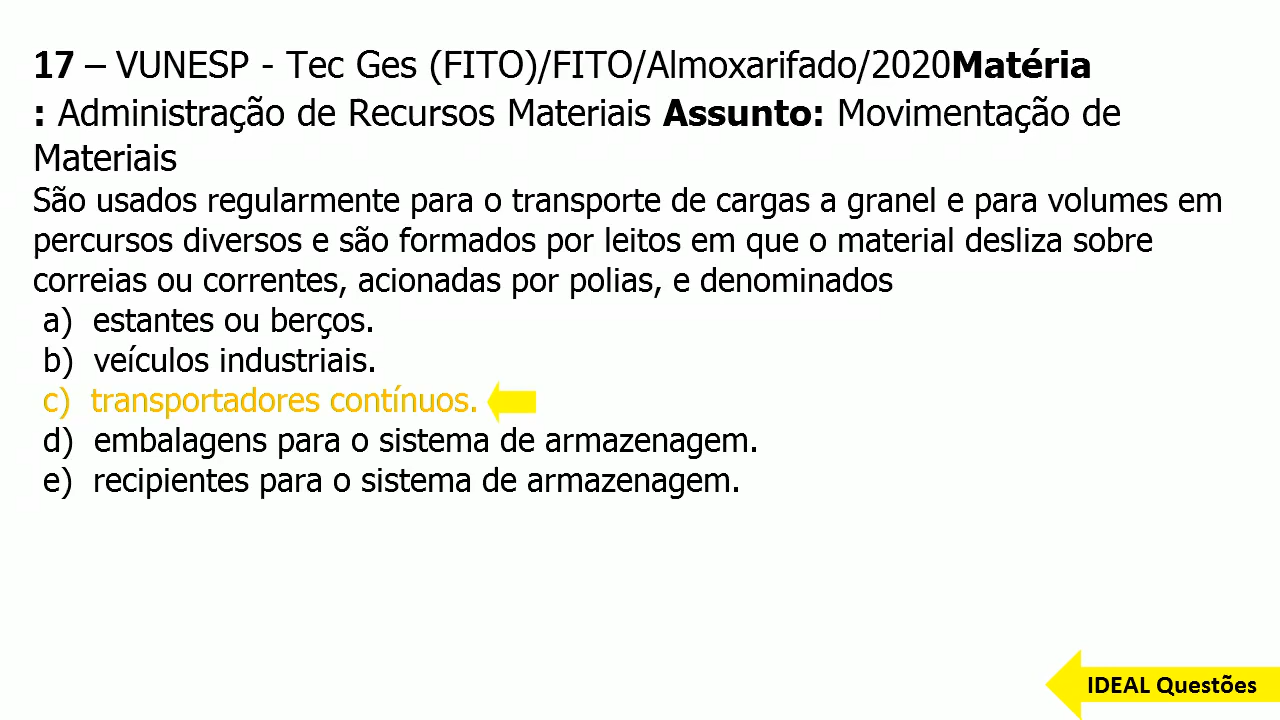 17 – VUNESP - Tec Ges (FITO)/FITO/Almoxarifado/2020Matéria
: Administração de Recursos Materiais Assunto: Movimentação de
Materiais
São usados regularmente para o transporte de cargas a granel e para volumes em
percursos diversos e são formados por leitos em que o material desliza sobre
correias ou correntes, acionadas por polias, e denominados
a) estantes ou berços.
b) veículos industriais.
c) transportadores contínuos.
d) embalagens para o sistema de armazenagem.
e) recipientes para o sistema de armazenagem.
IDEAL Questões